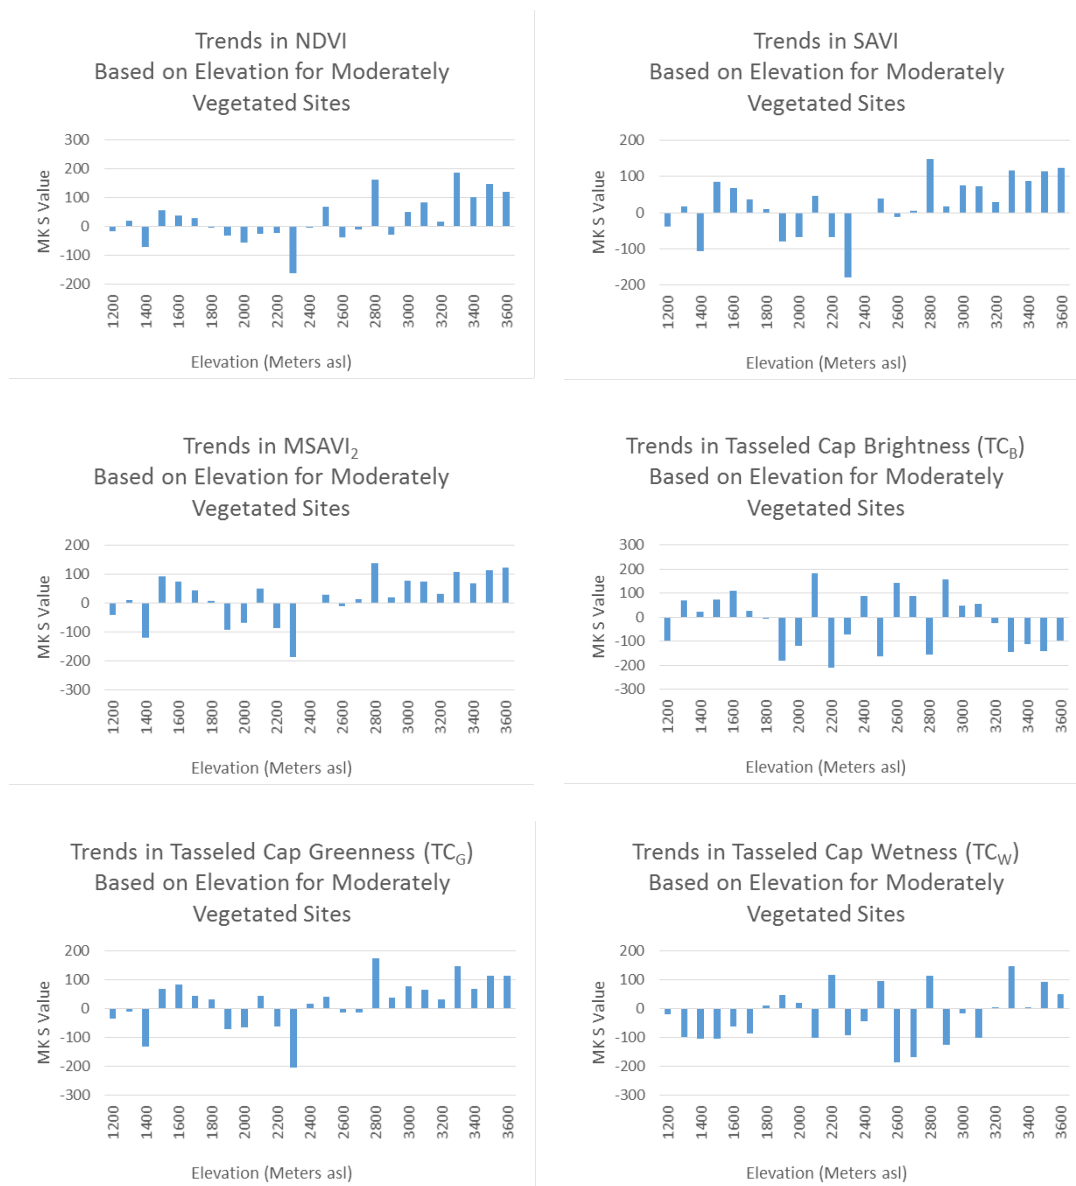 Trends in NDVI
Based on Elevation for Moderately
Vegetated Sites
300
200
100
0
-100
-200
MK S Value
1200 1400 1600 1800 2000 2200 2400 2600 2800 3000 3200 3400 3600
Elevation (Meters asl)
Trends in SAVI
Based on Elevation for Moderately
Vegetated Sites
200
100
0
-100
-200
MK S Value
1200 1400 1600 1800 2000 2200 2400 2600 2800 3000 3200 3400 3600
Elevation (Meters asl)
Trends in MSAVI₂
Based on Elevation for Moderately
Vegetated Sites
200
100
0
-100
-200
-300
MK S Value
1200 1400 1600 1800 2000 2200 2400 2600 2800 3000 3200 3400 3600
Elevation (Meters asl)
Trends in Tasseled Cap Brightness (TC_B)
Based on Elevation for Moderately
Vegetated Sites
300
200
100
0
-100
-200
-300
MK S Value
1200 1400 1600 1800 2000 2200 2400 2600 2800 3000 3200 3400 3600
Elevation (Meters asl)
Trends in Tasseled Cap Greenness (TC_G)
Based on Elevation for Moderately
Vegetated Sites
200
100
0
-100
-200
-300
MK S Value
1200 1400 1600 1800 2000 2200 2400 2600 2800 3000 3200 3400 3600
Elevation (Meters asl)
Trends in Tasseled Cap Wetness (TC_W)
Based on Elevation for Moderately
Vegetated Sites
200
100
0
-100
-200
-300
MK S Value
1200 1400 1600 1800 2000 2200 2400 2600 2800 3000 3200 3400 3600
Elevation (Meters asl)